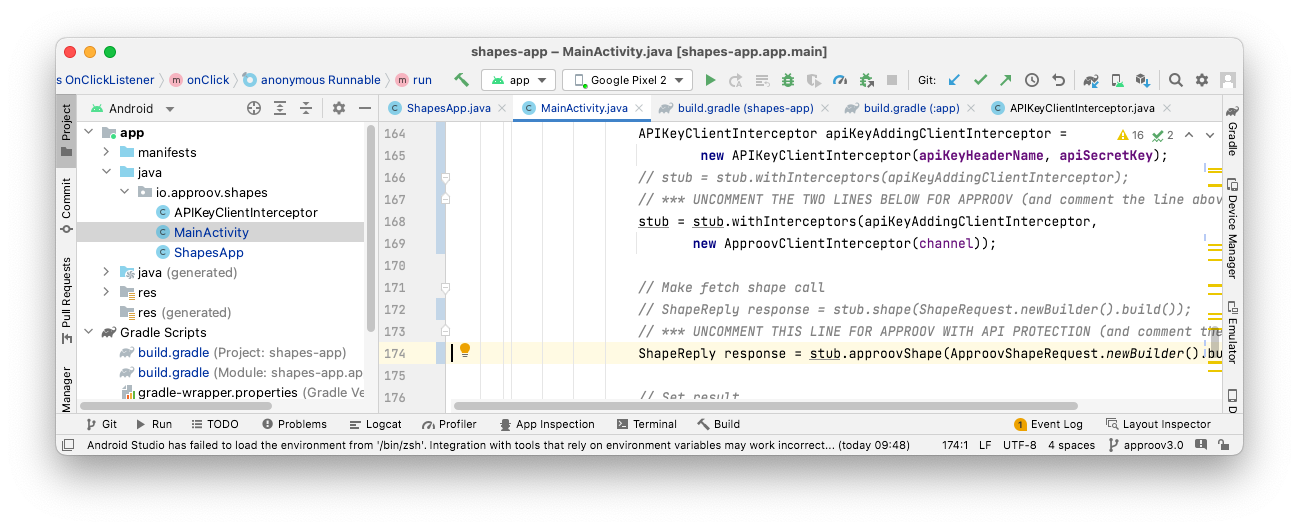 shapes-app – MainActivity.java [shapes-app.app.main]
s OnClickListener m onClick anonymous Runnable m run app Google Pixel 2 Git:
Project
Commit
Pull Requests
Manager
Android
app
manifests
java
io.approov.shapes
C APIKeyClientInterceptor
C MainActivity
C ShapesApp
java (generated)
res
res (generated)
Gradle Scripts
build.gradle (Project: shapes-app)
build.gradle (Module: shapes-app.ap
gradle-wrapper.properties (Gradle Ve
C ShapesApp.java C MainActivity.java build.gradle (shapes-app) build.gradle (:app) C APIKeyClientInterceptor.java
16 2
164 APIKeyClientInterceptor apiKeyAddingClientInterceptor =
165 new APIKeyClientInterceptor(apiKeyHeaderName, apiSecretKey);
166 // stub = stub.withInterceptors(apiKeyAddingClientInterceptor);
167 // *** UNCOMMENT THE TWO LINES BELOW FOR APPROOV (and comment the line abov
168 stub = stub.withInterceptors(apiKeyAddingClientInterceptor,
169 new ApproovClientInterceptor(channel));
170
171 // Make fetch shape call
172 // ShapeReply response = stub.shape(ShapeRequest.newBuilder().build());
173 // *** UNCOMMENT THIS LINE FOR APPROOV WITH API PROTECTION (and comment the
174 ShapeReply response = stub.approovShape(ApproovShapeRequest.newBuilder().bu
175
176 // Set result
Gradle
Device Manager
Emulator
D
Git Run TODO Problems Logcat Profiler App Inspection Terminal Build 1 Event Log Layout Inspector
Android Studio has failed to load the environment from '/bin/zsh'. Integration with tools that rely on environment variables may work incorrect... (today 09:48) 174:1 LF UTF-8 4 spaces approov3.0